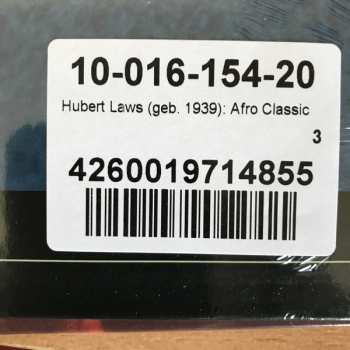 10-016-154-20
Hubert Laws (geb. 1939): Afro Classic
3
4260019714855